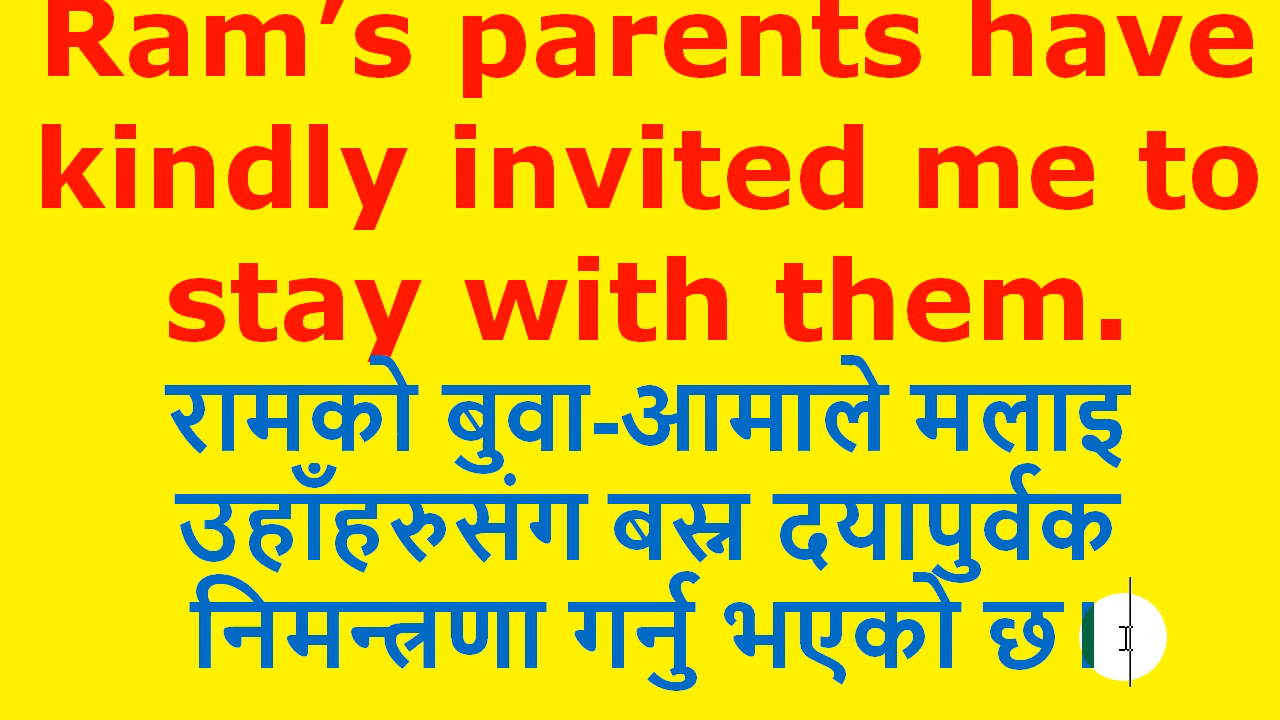 Ram’s parents have
kindly invited me to
stay with them.
रामको बुवा-आमाले मलाइ
उहाँहरुसंग बस्न दयापुर्वक
निमन्त्रणा गर्नु भएको छ।